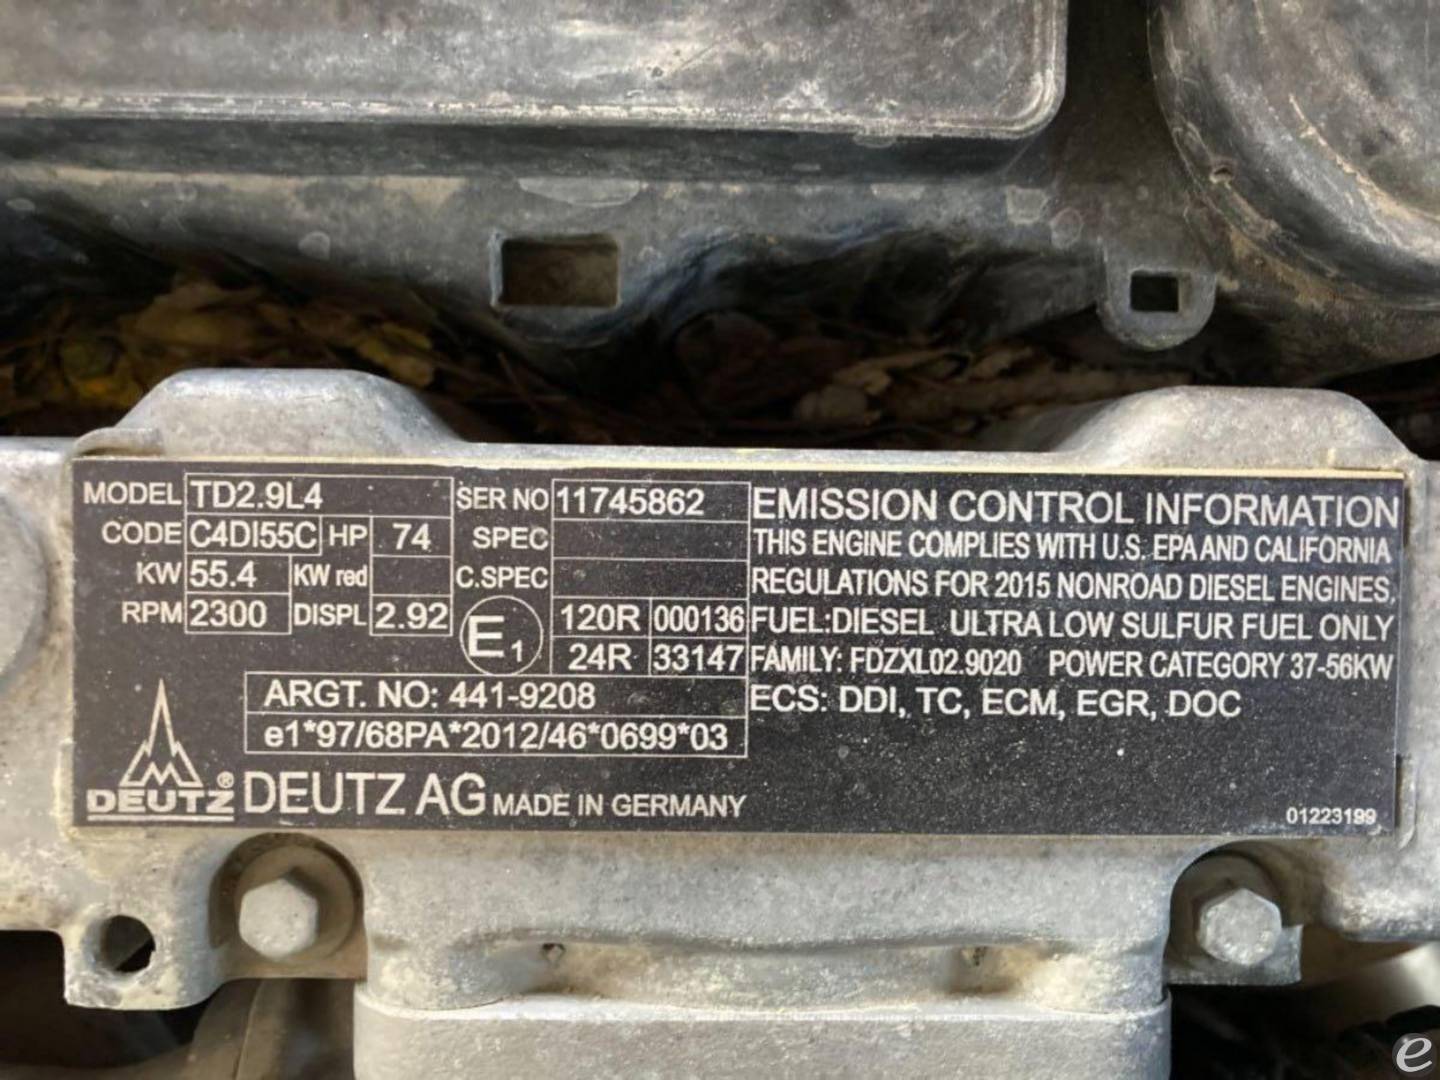 MODEL TD2.9L4 SER NO 11745862
CODE C4DI55C HP 74 SPEC
KW 55.4 KW red C.SPEC
RPM 2300 DISPL 2.92 E1 120R 000136
24R 33147
ARGT. NO: 441-9208
e1*97/68PA*2012/46*0699*03
DEUTZ® DEUTZ AG MADE IN GERMANY
EMISSION CONTROL INFORMATION
THIS ENGINE COMPLIES WITH U.S. EPA AND CALIFORNIA
REGULATIONS FOR 2015 NONROAD DIESEL ENGINES.
FUEL:DIESEL ULTRA LOW SULFUR FUEL ONLY
FAMILY: FDZXL02.9020 POWER CATEGORY 37-56KW
ECS: DDI, TC, ECM, EGR, DOC
01223199
e